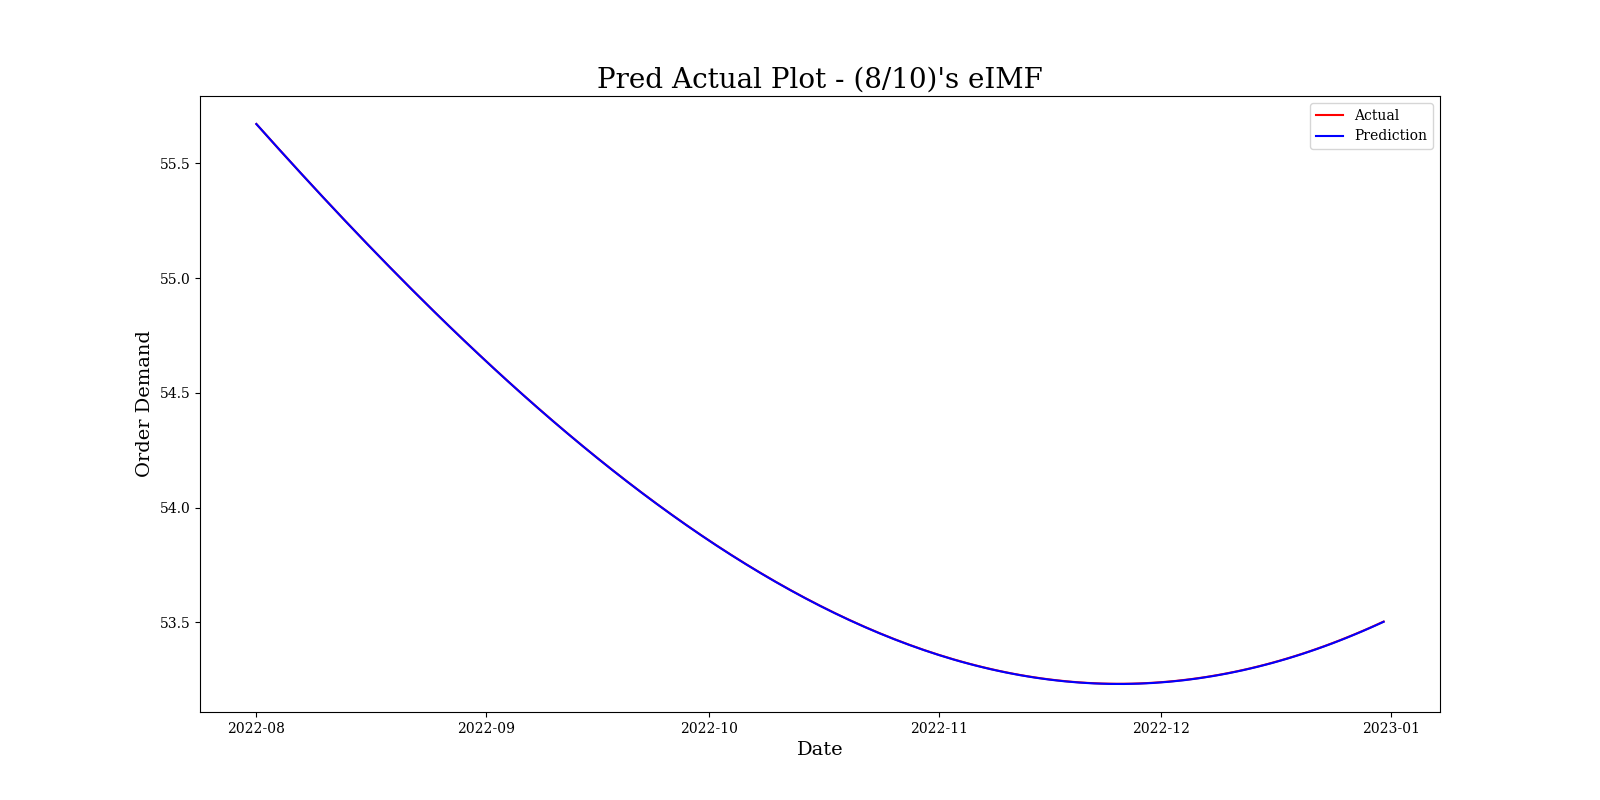 Pred Actual Plot - (8/10)'s eIMF
Actual
Prediction
55.5
55.0
54.5
54.0
53.5
Order Demand
2022-08 2022-09 2022-10 2022-11 2022-12 2023-01
Date